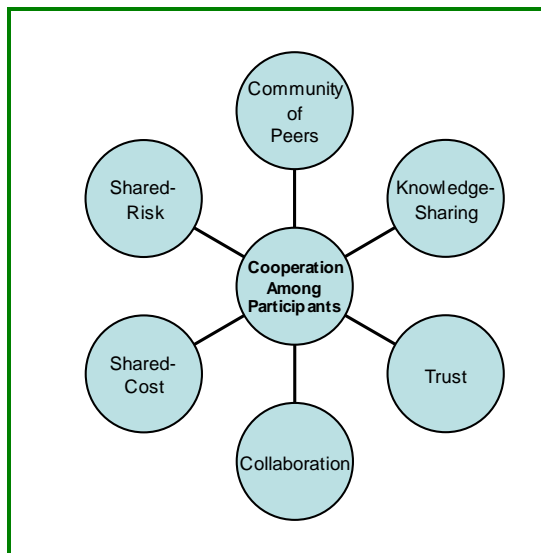 Community
of
Peers
Shared-
Risk
Knowledge-
Sharing
Cooperation
Among
Participants
Shared-
Cost
Trust
Collaboration